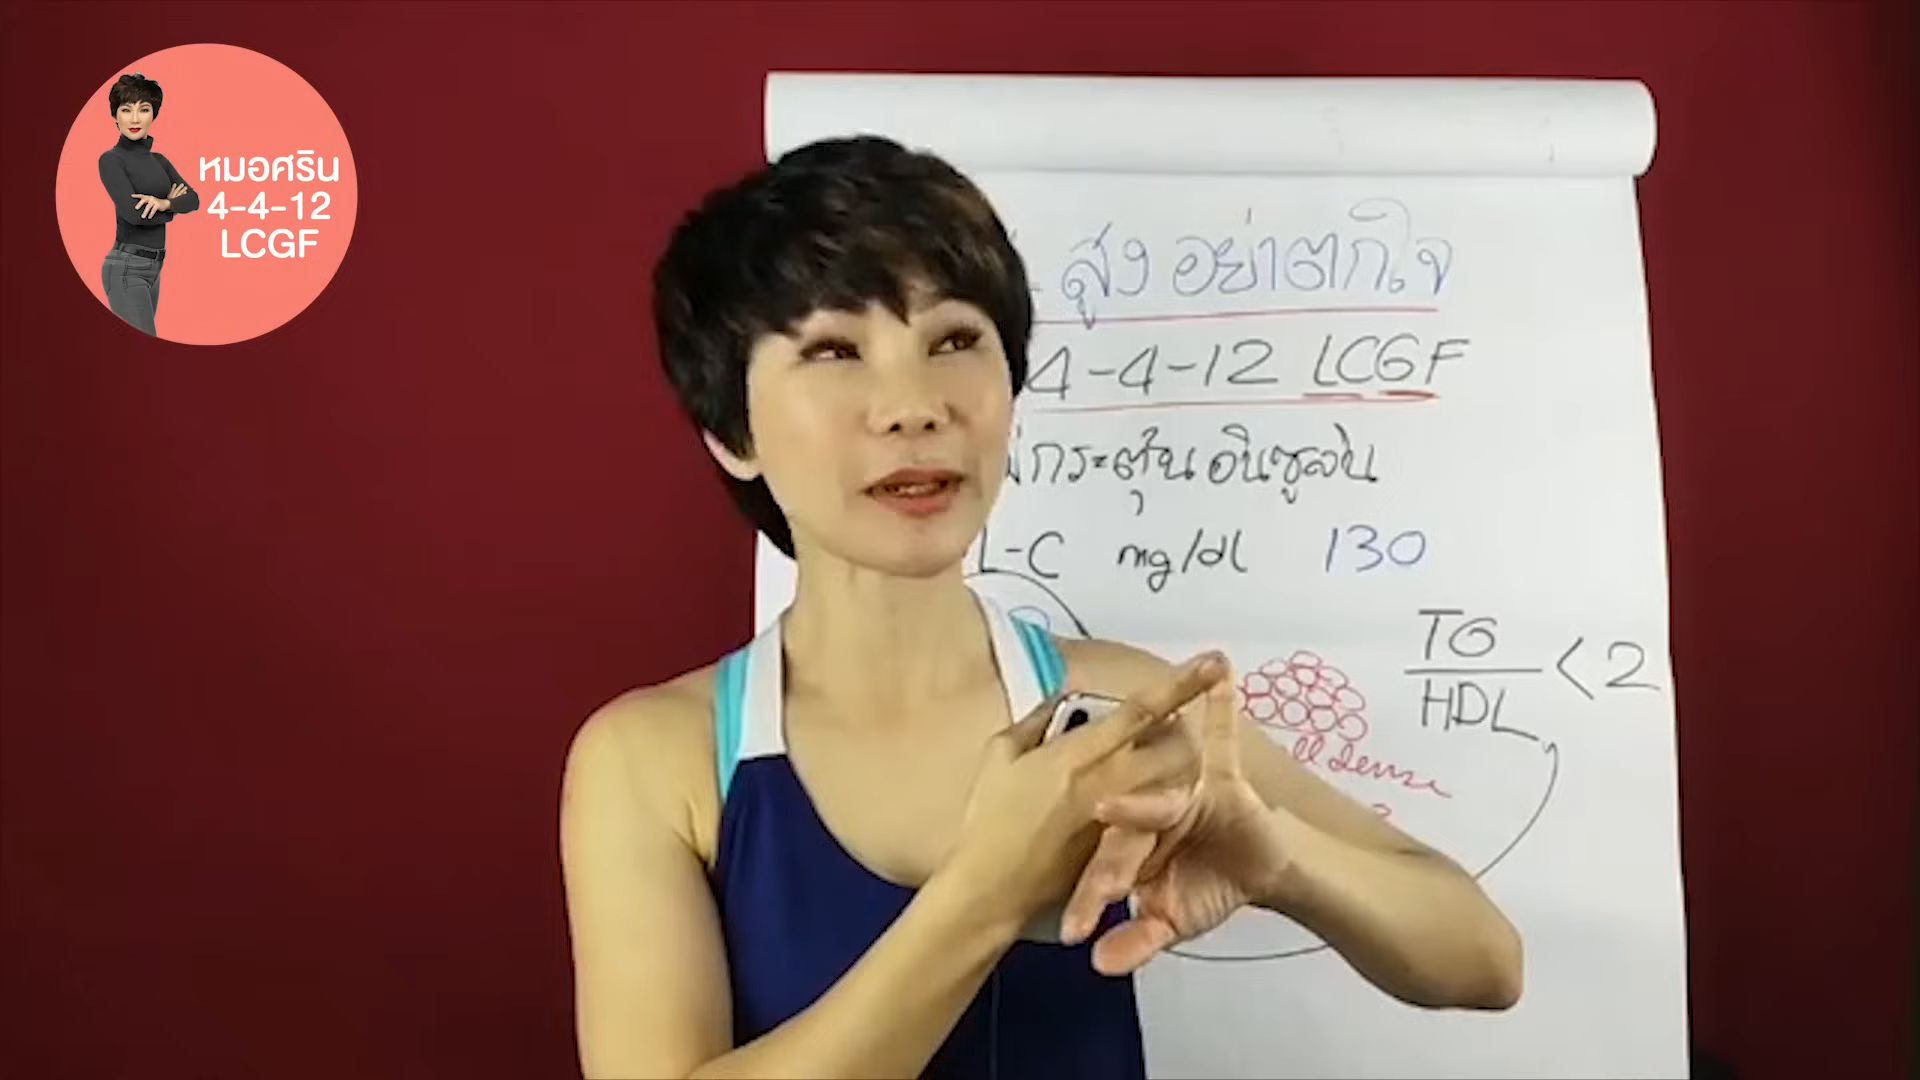 หมอศริน
4-4-12
LCGF
สูง อย่าตกใจ
4-4-12 LCGF
กระตุ้น อินซูลิน
L-C mg/dl 130
TG
HDL
< 2
dense